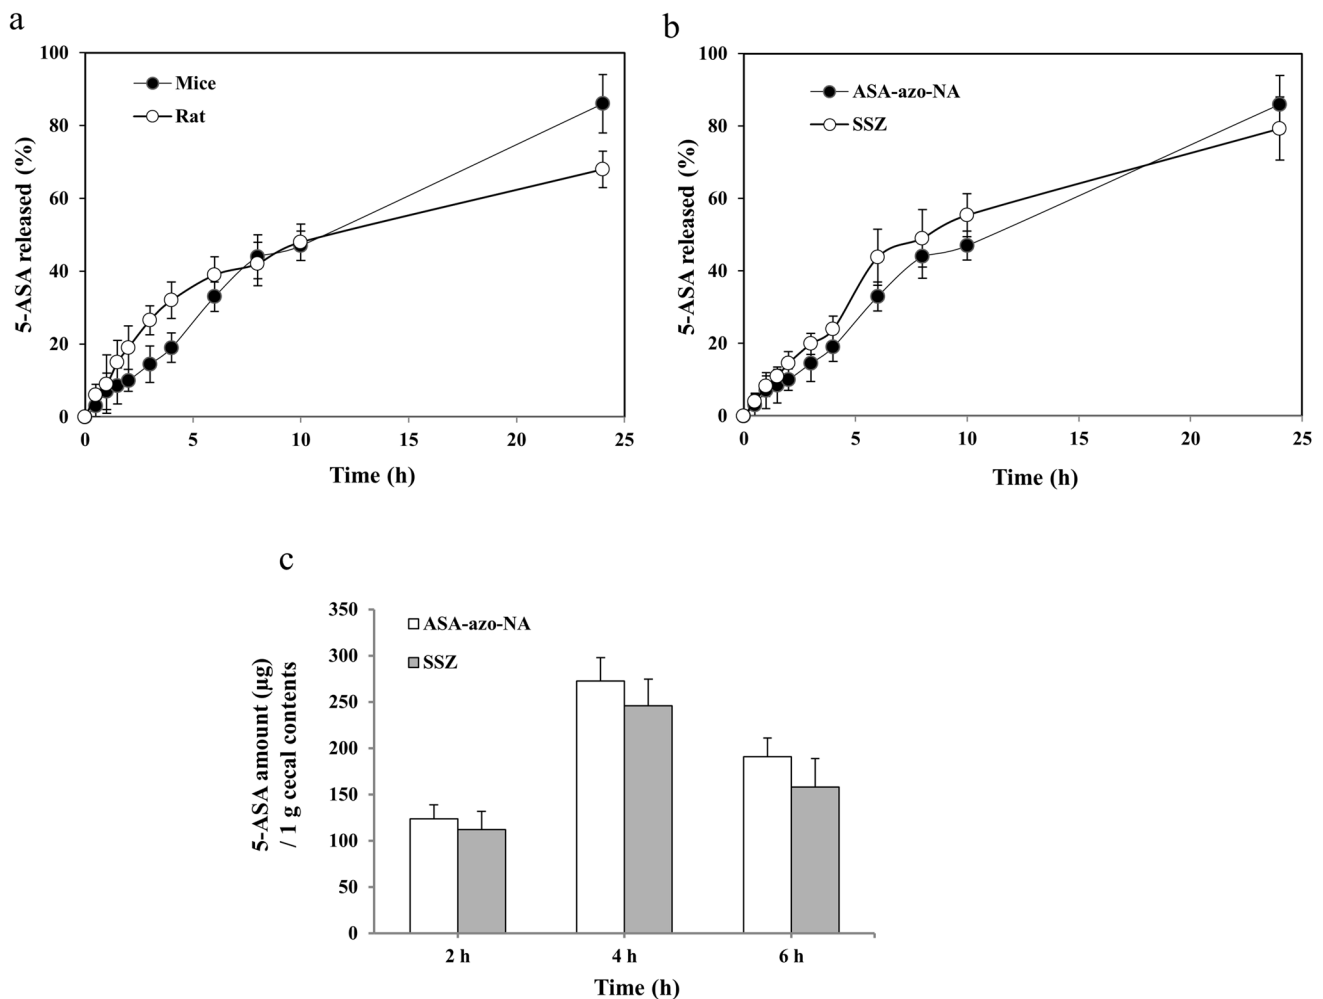 a
100
80
60
40
20
0
5-ASA released (%)
Mice
Rat
0 5 10 15 20 25
Time (h)
b
100
80
60
40
20
0
5-ASA released (%)
ASA-azo-NA
SSZ
0 5 10 15 20 25
Time (h)
c
350
300
250
200
150
100
50
0
5-ASA amount (µg)
/ 1 g cecal contents
ASA-azo-NA
SSZ
2 h 4 h 6 h
Time (h)